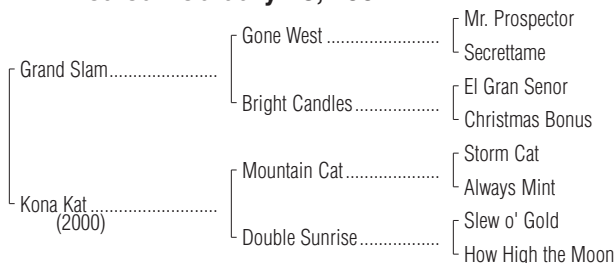 Mr. Prospector
Gone West
Secrettame
Grand Slam
El Gran Senor
Bright Candles
Christmas Bonus
Storm Cat
Mountain Cat
Always Mint
Kona Kat
(2000)
Slew o' Gold
Double Sunrise
How High the Moon